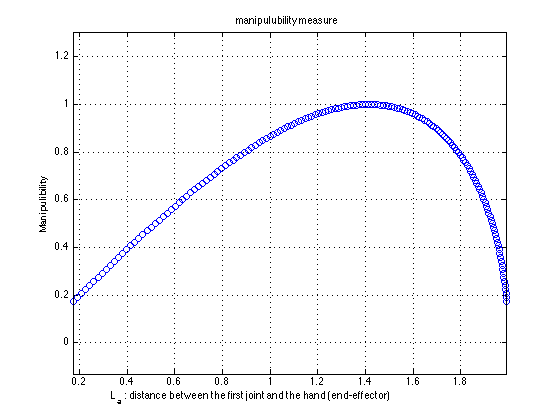 manipulubility measure
Manipulibility
1.2
1
0.8
0.6
0.4
0.2
0
0.2 0.4 0.6 0.8 1 1.2 1.4 1.6 1.8
L a : distance between the first joint and the hand (end-effector)